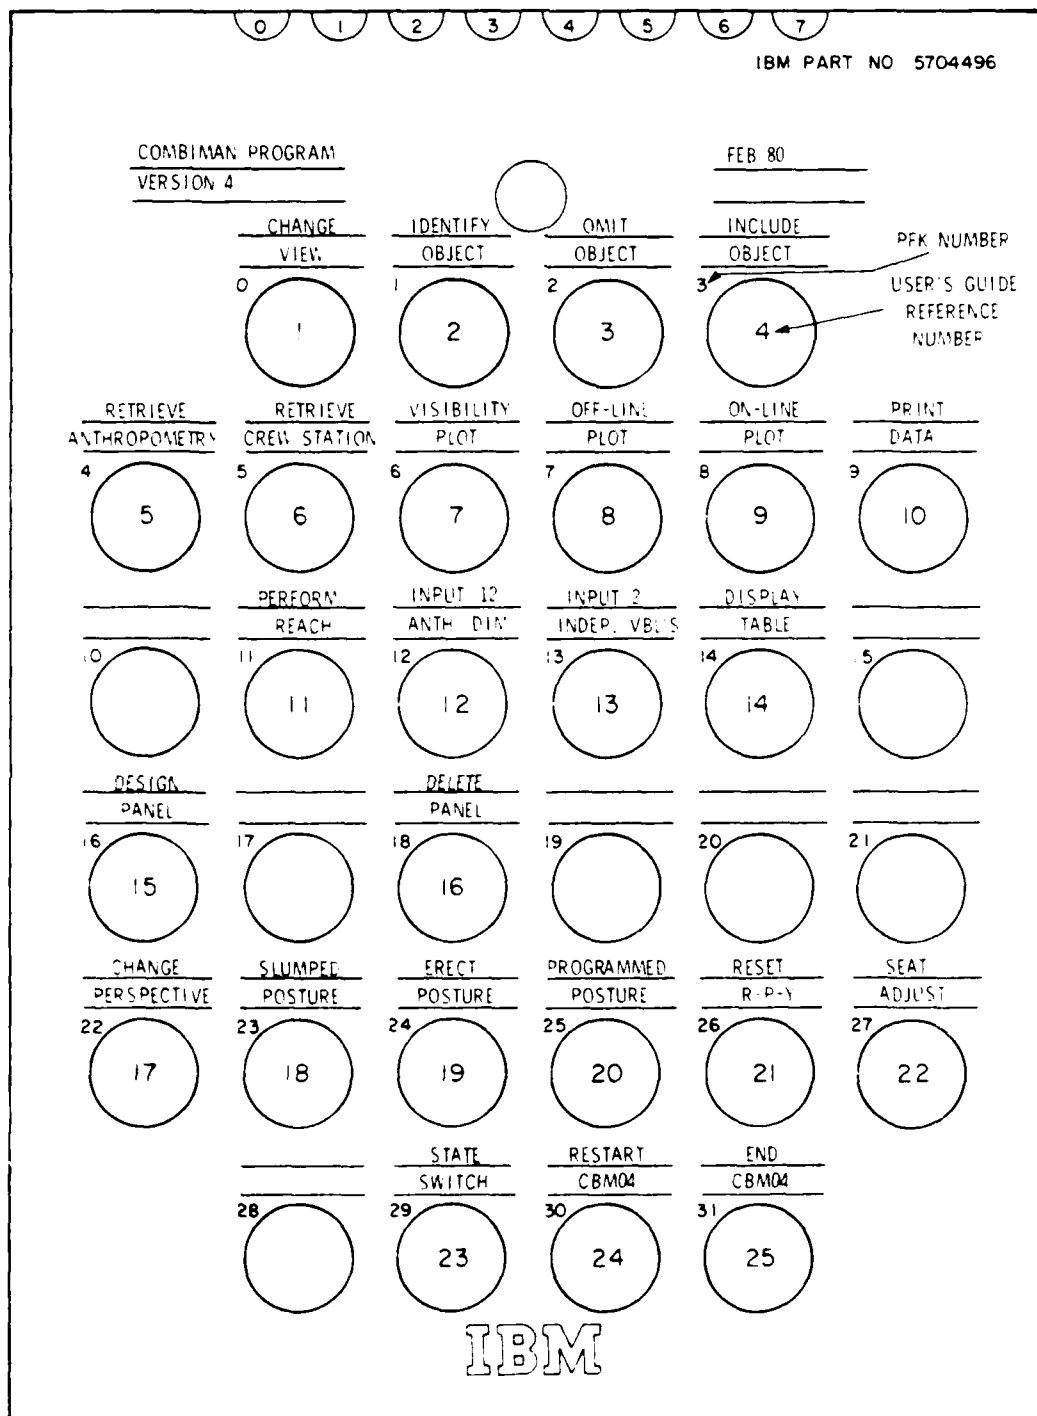 0 1 2 3 4 5 6 7
IBM PART NO 5704496
COMBIMAN PROGRAM FEB 80
VERSION 4
CHANGE IDENTIFY OMIT INCLUDE
VIEW OBJECT OBJECT OBJECT
PFK NUMBER
0 1 2 3
USER'S GUIDE
REFERENCE
NUMBER
1 2 3 4
RETRIEVE RETRIEVE VISIBILITY OFF-LINE ON-LINE PRINT
ANTHROPOMETRY CREW STATION PLOT PLOT PLOT DATA
4 5 6 7 8 9
5 6 7 8 9 10
PERFORM INPUT 12 INPUT 2 DISPLAY
REACH ANTH DIM INDEP. VBL'S TABLE
10 11 12 13 14 15
11 12 13 14
DESIGN DELETE
PANEL PANEL
16 17 18 19 20 21
15 16
CHANGE SLUMPED ERECT PROGRAMMED RESET SEAT
PERSPECTIVE POSTURE POSTURE POSTURE R-P-Y ADJUST
22 23 24 25 26 27
17 18 19 20 21 22
STATE RESTART END
SWITCH CBM04 CBM04
28 29 30 31
23 24 25
IBM